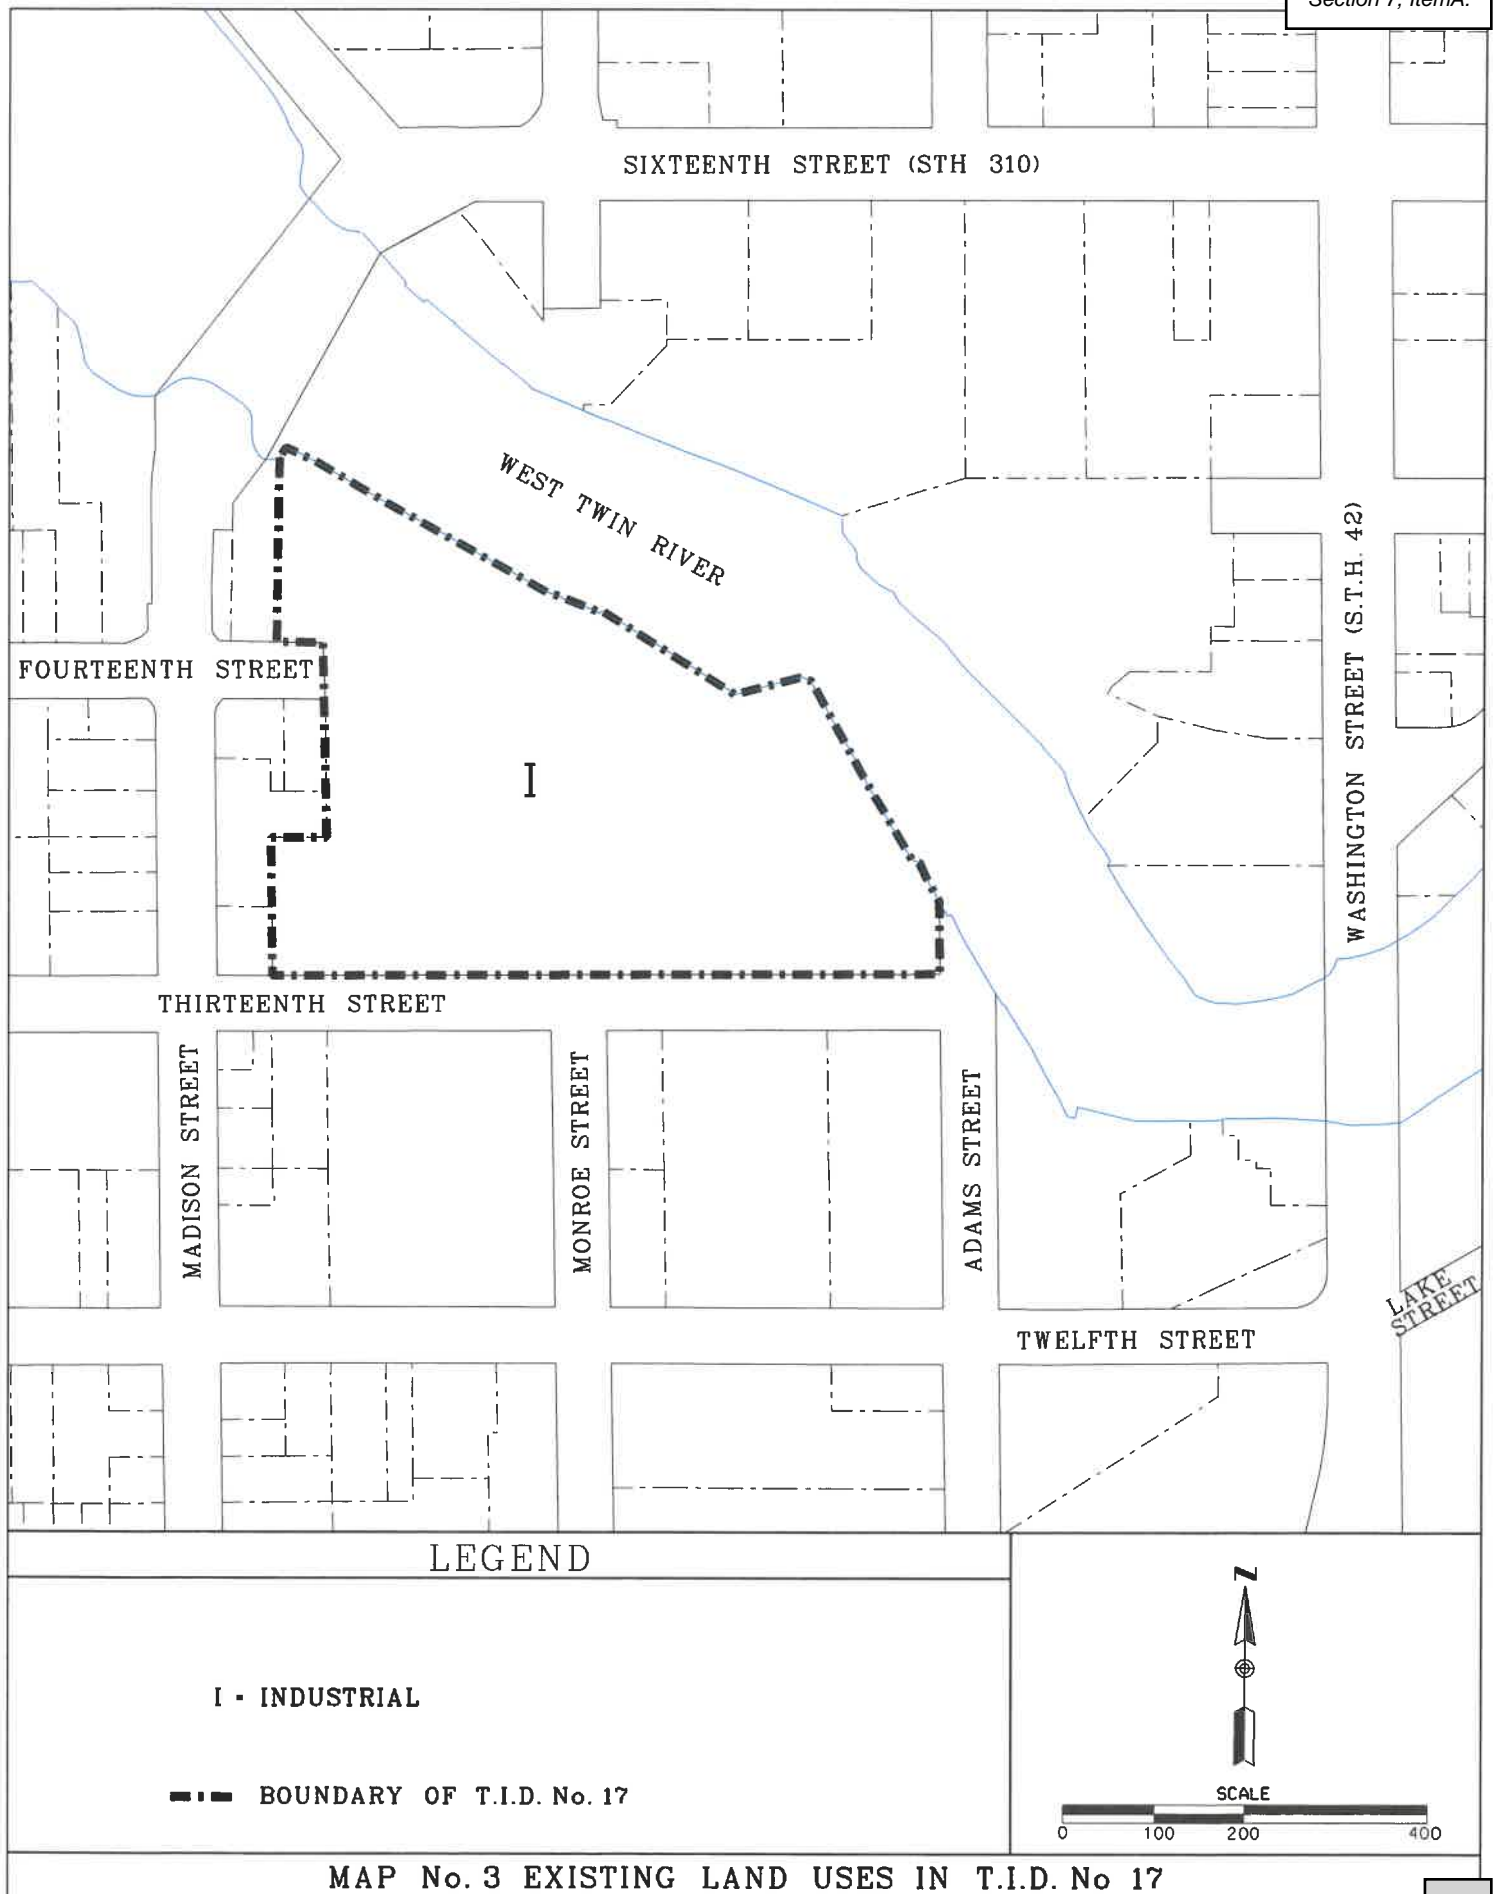 Section 7, ItemA.
SIXTEENTH STREET (STH 310)
WEST TWIN RIVER
WASHINGTON STREET (S.T.H. 42)
FOURTEENTH STREET
I
THIRTEENTH STREET
MADISON STREET
MONROE STREET
ADAMS STREET
LAKE
STREET
TWELFTH STREET
LEGEND
N
I - INDUSTRIAL
BOUNDARY OF T.I.D. No. 17
SCALE
0 100 200 400
MAP No. 3 EXISTING LAND USES IN T.I.D. No 17